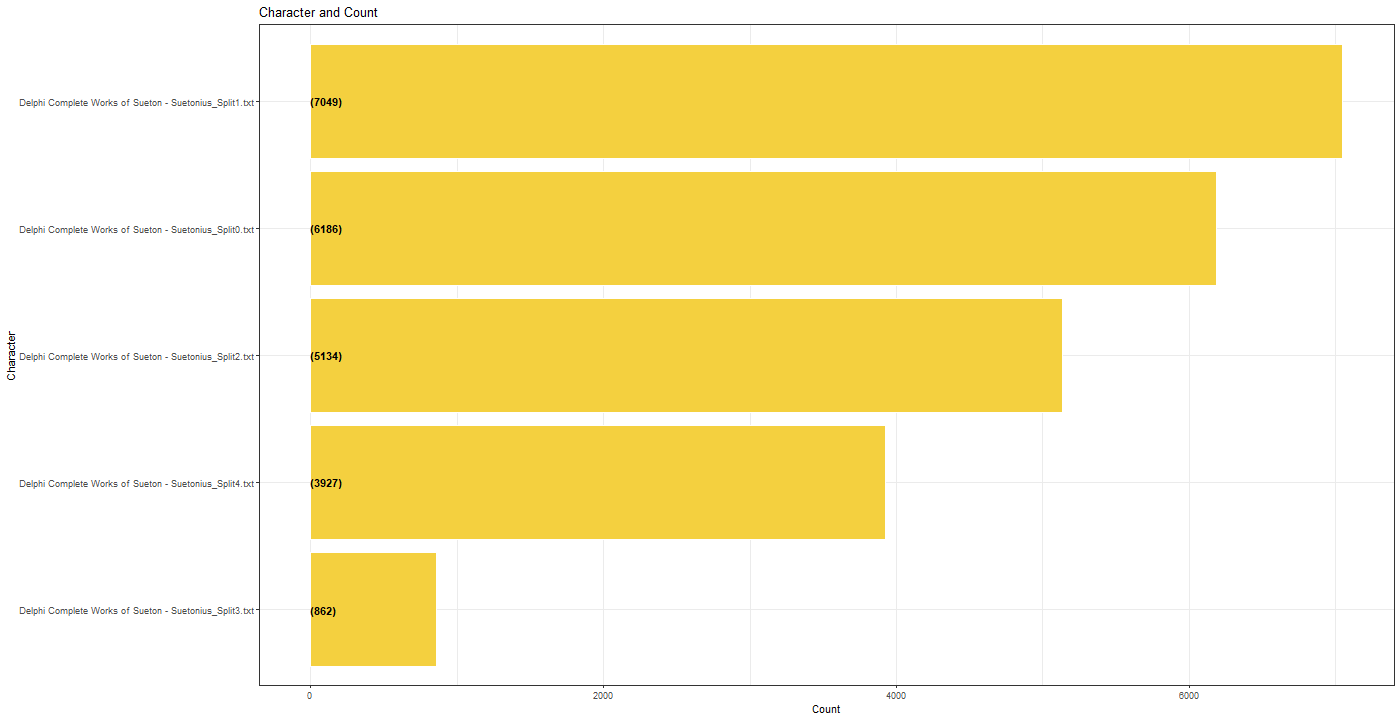 Character and Count
Character
Delphi Complete Works of Sueton - Suetonius_Split1.txt
(7049)
Delphi Complete Works of Sueton - Suetonius_Split0.txt
(6186)
Delphi Complete Works of Sueton - Suetonius_Split2.txt
(5134)
Delphi Complete Works of Sueton - Suetonius_Split4.txt
(3927)
Delphi Complete Works of Sueton - Suetonius_Split3.txt
(862)
0 2000 4000 6000
Count